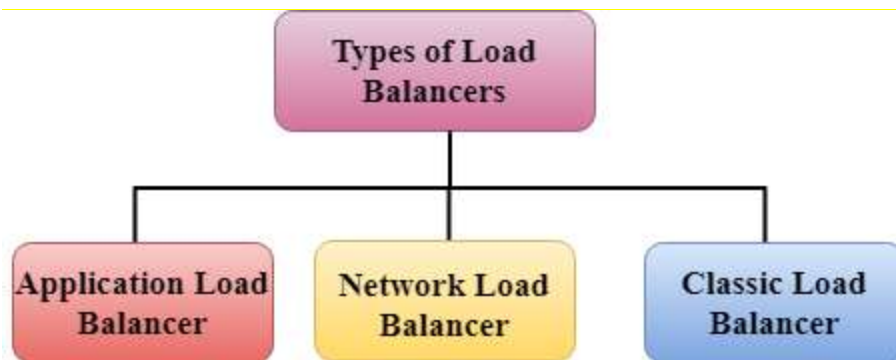 Types of Load
Balancers
Application Load
Balancer
Network Load
Balancer
Classic Load
Balancer